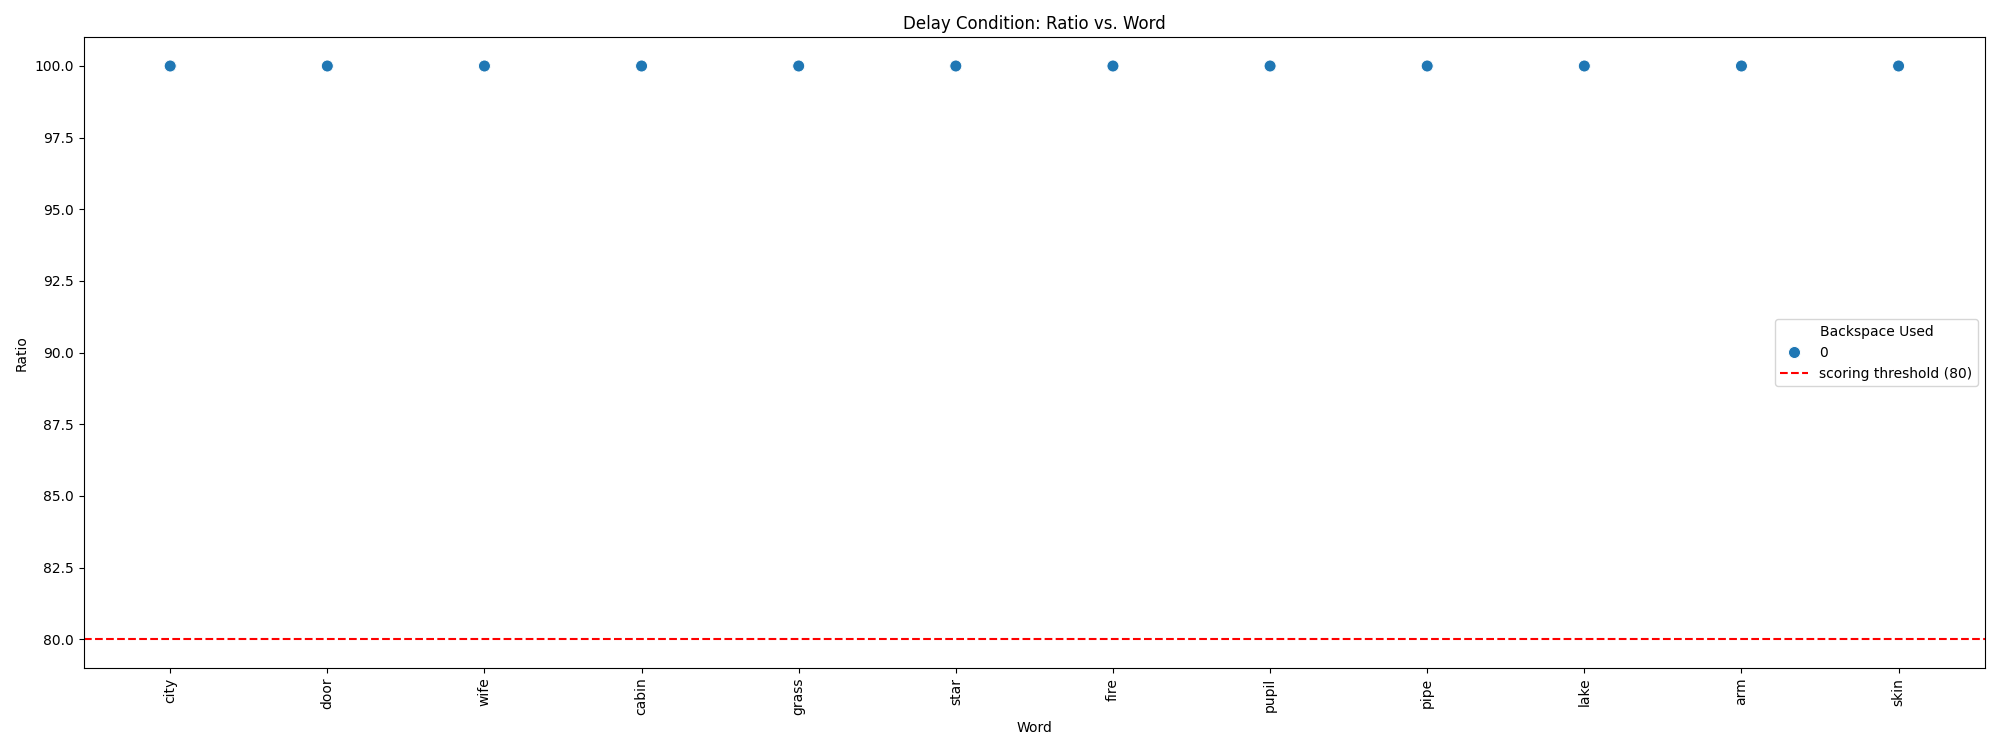 Delay Condition: Ratio vs. Word
100.0
97.5
95.0
92.5
90.0
87.5
85.0
82.5
80.0
Ratio
Backspace Used
0
scoring threshold (80)
city
door
wife
cabin
grass
star
fire
pupil
pipe
lake
arm
skin
Word